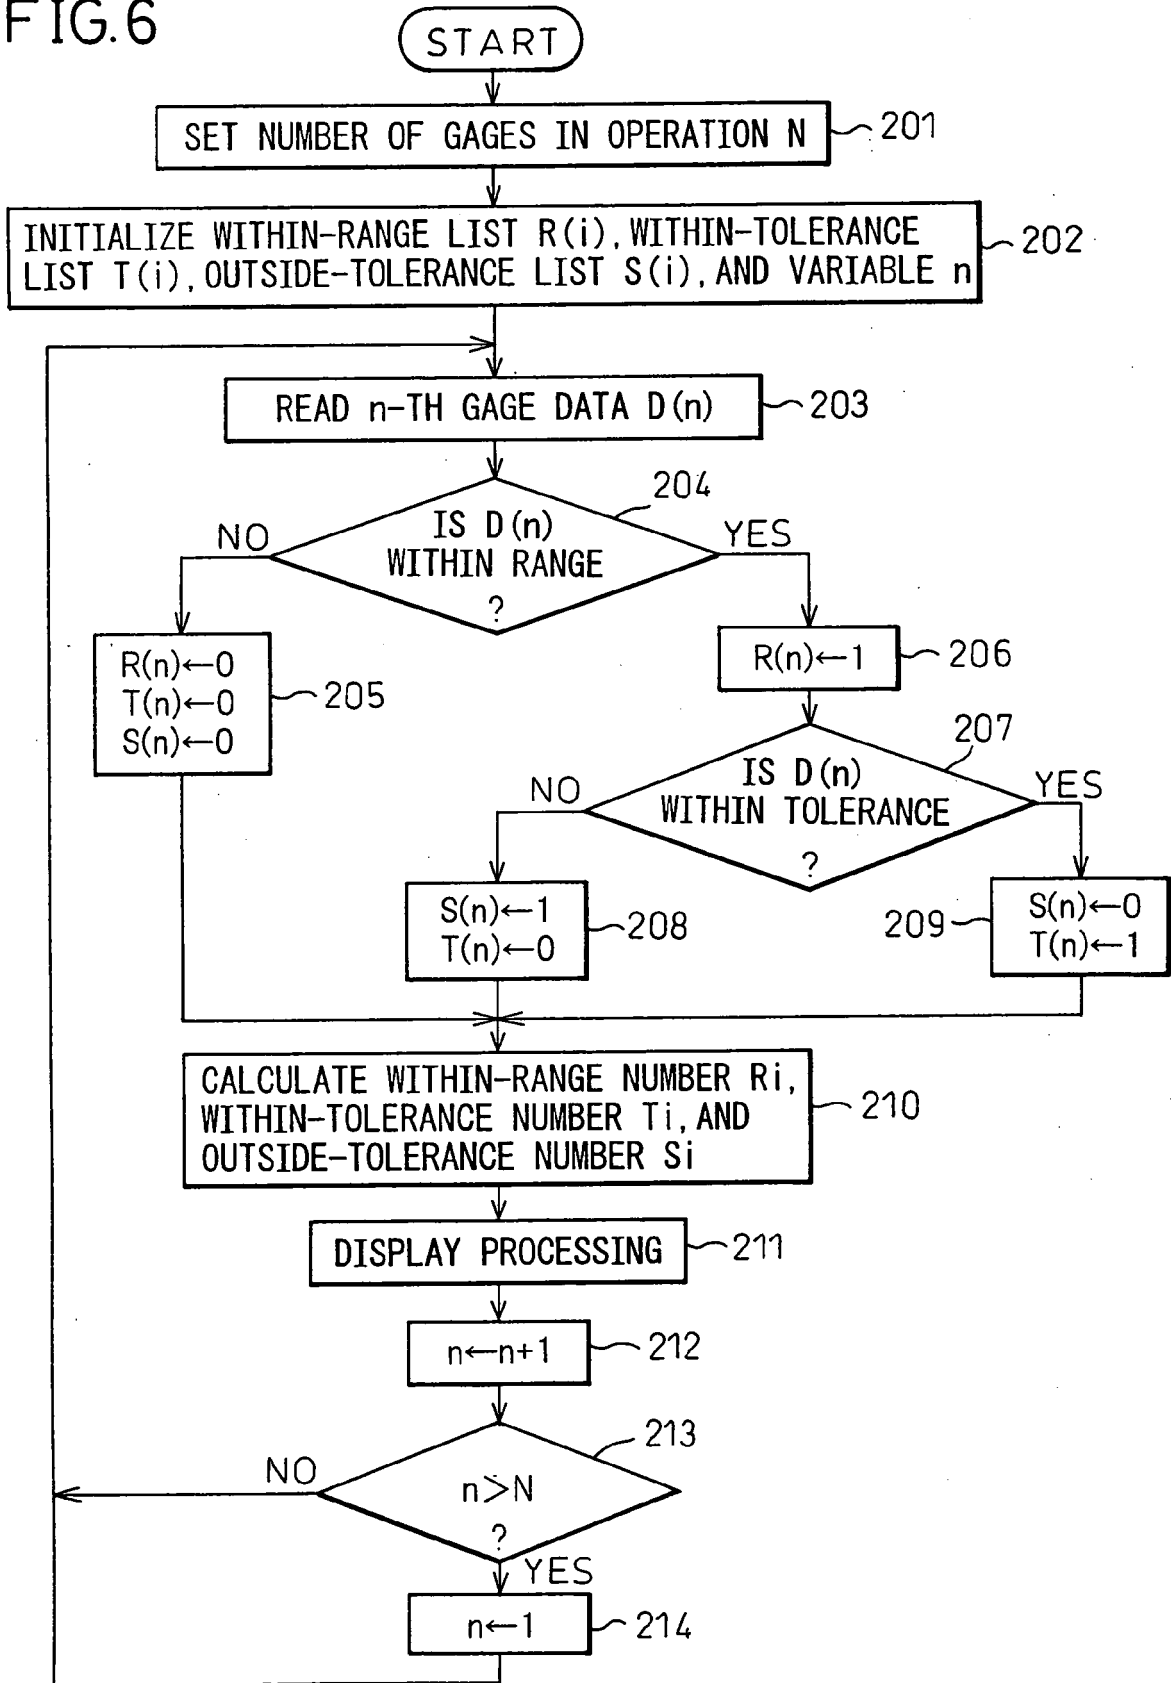 FIG.6
START
SET NUMBER OF GAGES IN OPERATION N
201
INITIALIZE WITHIN-RANGE LIST R(i), WITHIN-TOLERANCE
LIST T(i), OUTSIDE-TOLERANCE LIST S(i), AND VARIABLE n
202
READ n-TH GAGE DATA D(n)
203
204
IS D(n)
WITHIN RANGE
?
NO
YES
R(n)←0
T(n)←0
S(n)←0
205
R(n)←1
206
207
IS D(n)
WITHIN TOLERANCE
?
NO
YES
S(n)←1
T(n)←0
208
209
S(n)←0
T(n)←1
CALCULATE WITHIN-RANGE NUMBER Ri,
WITHIN-TOLERANCE NUMBER Ti, AND
OUTSIDE-TOLERANCE NUMBER Si
210
DISPLAY PROCESSING
211
n←n+1
212
213
NO
n>N
?
YES
n←1
214